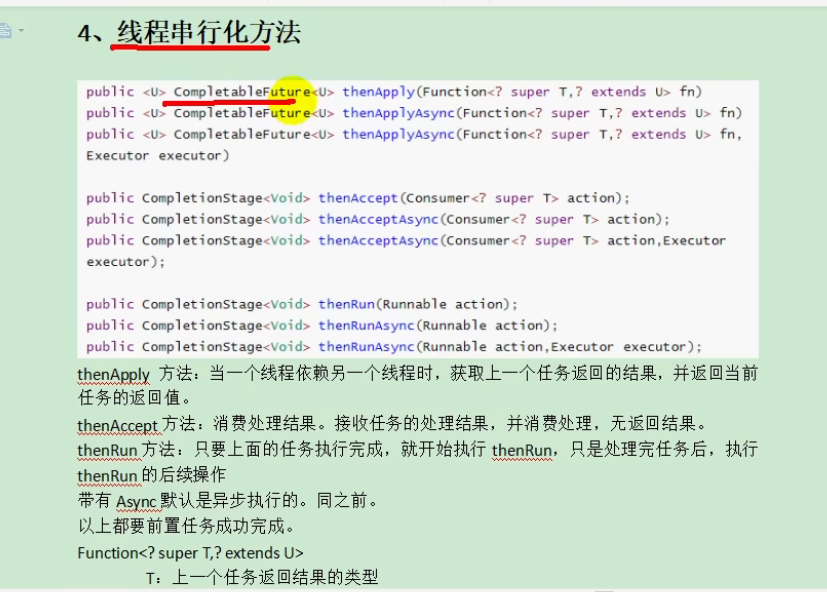 4、线程串行化方法
public <U> CompletableFuture<U> thenApply(Function<? super T,? extends U> fn)
public <U> CompletableFuture<U> thenApplyAsync(Function<? super T,? extends U> fn)
public <U> CompletableFuture<U> thenApplyAsync(Function<? super T,? extends U> fn,
Executor executor)
public CompletionStage<Void> thenAccept(Consumer<? super T> action);
public CompletionStage<Void> thenAcceptAsync(Consumer<? super T> action);
public CompletionStage<Void> thenAcceptAsync(Consumer<? super T> action,Executor
executor);
public CompletionStage<Void> thenRun(Runnable action);
public CompletionStage<Void> thenRunAsync(Runnable action);
public CompletionStage<Void> thenRunAsync(Runnable action,Executor executor);
thenApply 方法：当一个线程依赖另一个线程时，获取上一个任务返回的结果，并返回当前
任务的返回值。
thenAccept 方法：消费处理结果。接收任务的处理结果，并消费处理，无返回结果。
thenRun 方法：只要上面的任务执行完成，就开始执行 thenRun，只是处理完任务后，执行
thenRun 的后续操作
带有 Async 默认是异步执行的。同之前。
以上都要前置任务成功完成。
Function<? super T,? extends U>
T：上一个任务返回结果的类型